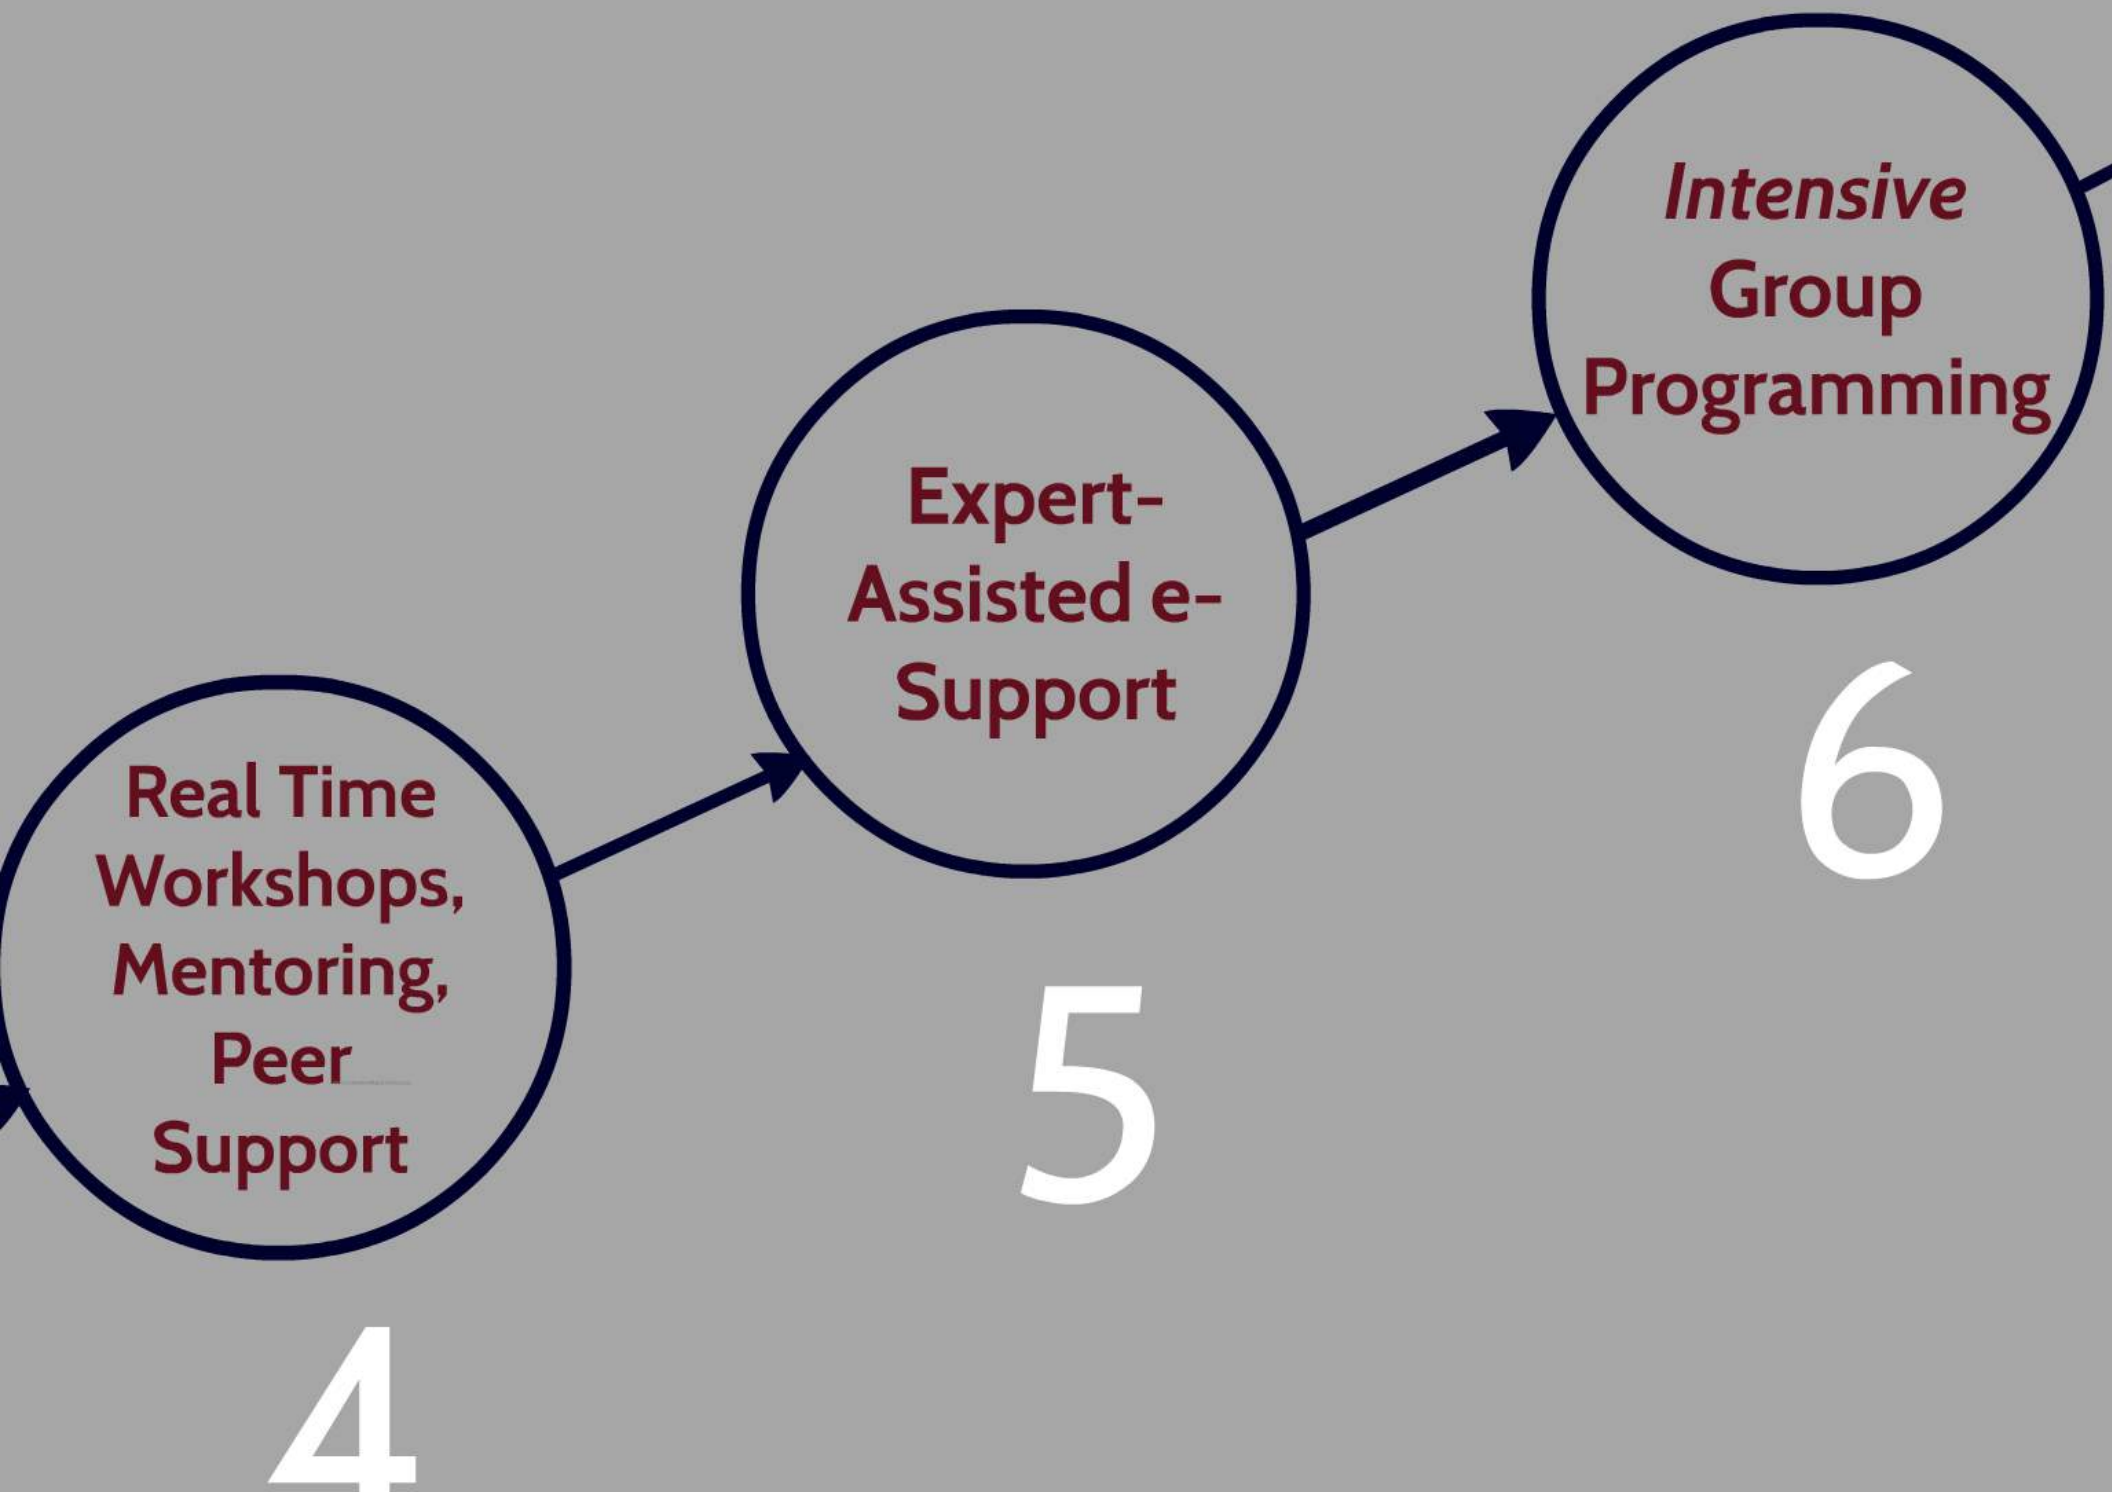 Intensive
Group
Programming
6
Expert-
Assisted e-
Support
5
Real Time
Workshops,
Mentoring,
Peer
Support
4